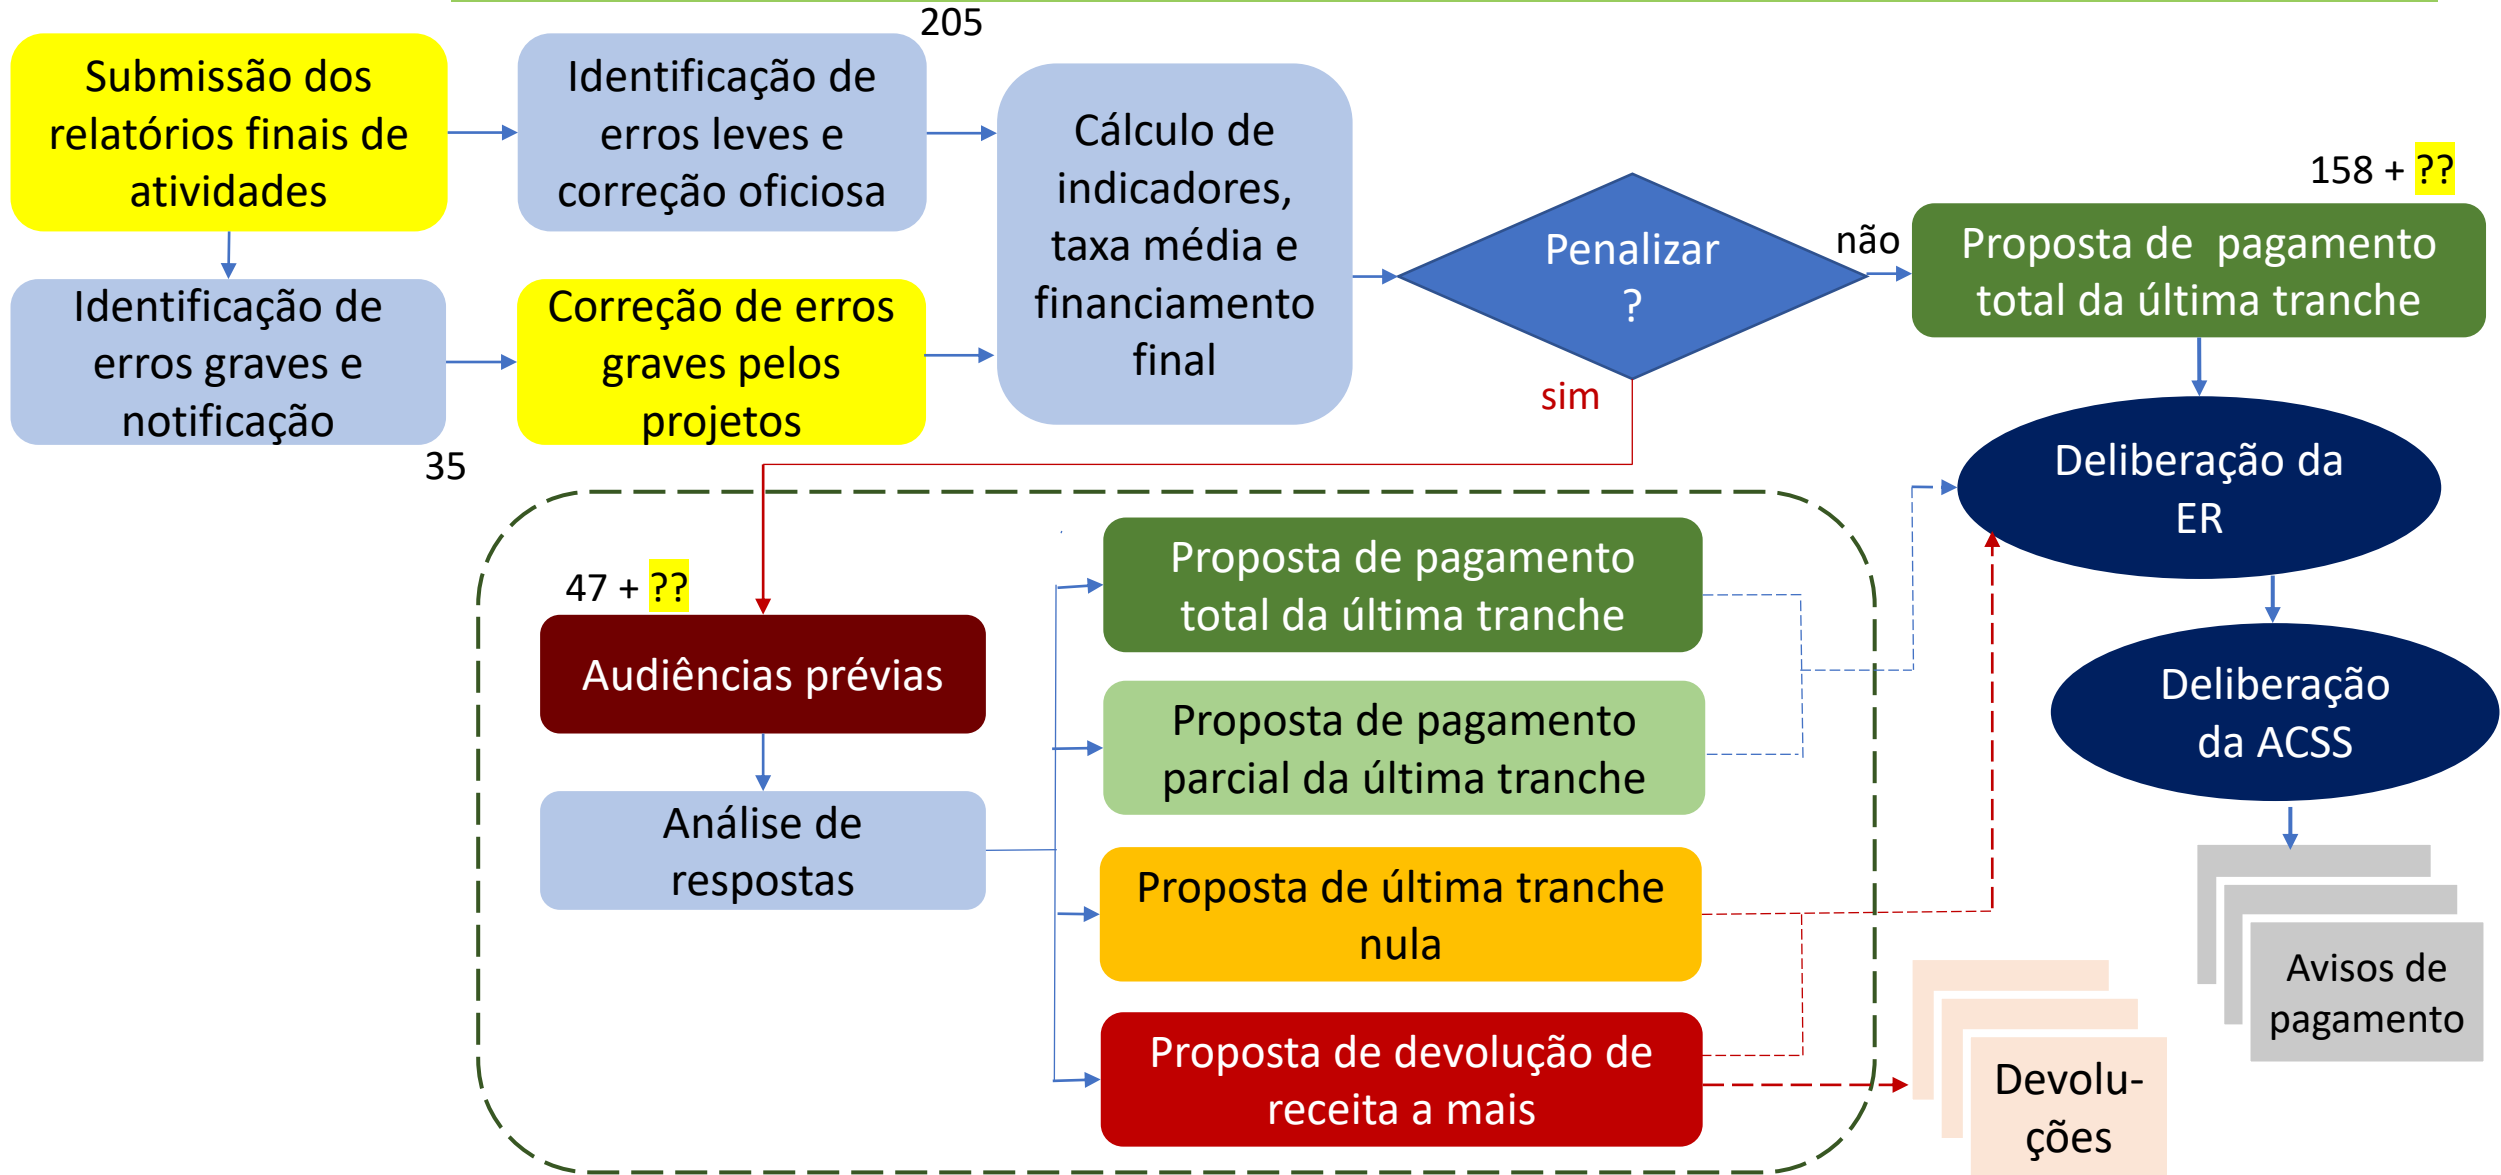 205
Submissão dos
relatórios finais de
atividades
Identificação de
erros leves e
correção oficiosa
Cálculo de
indicadores,
taxa média e
financiamento
final
Penalizar
?
não
158 + ??
Proposta de pagamento
total da última tranche
Identificação de
erros graves e
notificação
35
Correção de erros
graves pelos
projetos
sim
Deliberação da
ER
47 + ??
Audiências prévias
Análise de
respostas
Proposta de pagamento
total da última tranche
Proposta de pagamento
parcial da última tranche
Proposta de última tranche
nula
Proposta de devolução de
receita a mais
Deliberação
da ACSS
Avisos de
pagamento
Devolu-
ções